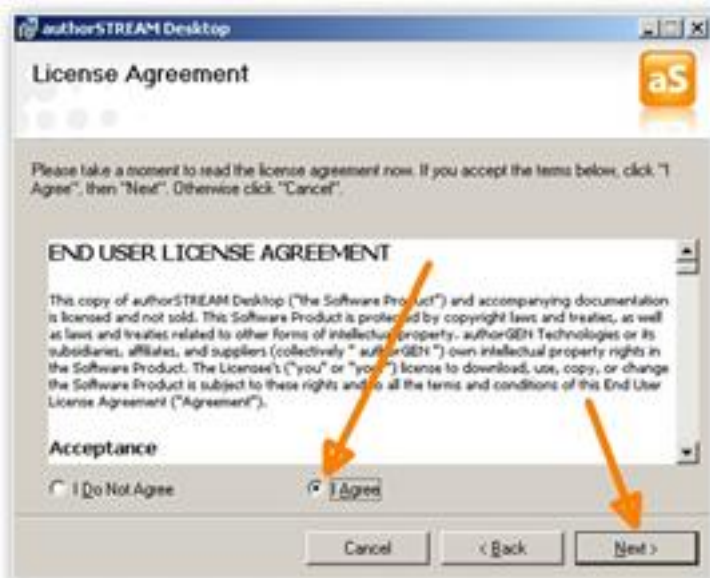 authorSTREAM Desktop
License Agreement
aS
Please take a moment to read the license agreement now. If you accept the terms below, click "I
Agree", then "Next". Otherwise click "Cancel".
END USER LICENSE AGREEMENT
This copy of authorSTREAM Desktop ("the Software Product") and accompanying documentation
is licensed and not sold. This Software Product is protected by copyright laws and treaties, as well
as laws and treaties related to other forms of intellectual property. authorGEN Technologies or its
subsidiaries, affiliates, and suppliers (collectively " authorGEN ") own intellectual property rights in
the Software Product. The Licensee's ("you" or "your") license to download, use, copy, or change
the Software Product is subject to these rights and to all the terms and conditions of this End User
License Agreement ("Agreement").
Acceptance
I Do Not Agree
I Agree
Cancel
< Back
Next >